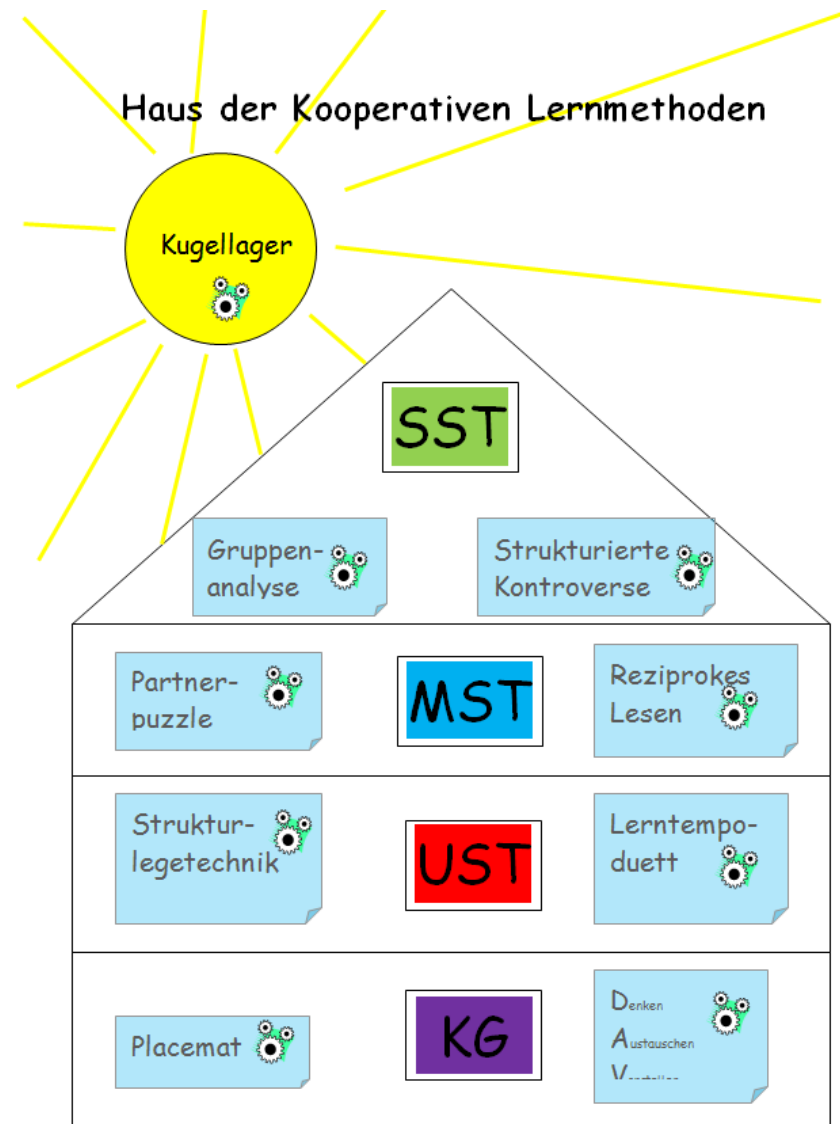 Haus der Kooperativen Lernmethoden
Kugellager
SST
Gruppen-
analyse
Strukturierte
Kontroverse
Partner-
puzzle
MST
Reziprokes
Lesen
Struktur-
legetechnik
UST
Lerntempo-
duett
Placemat
KG
Denken
Austauschen